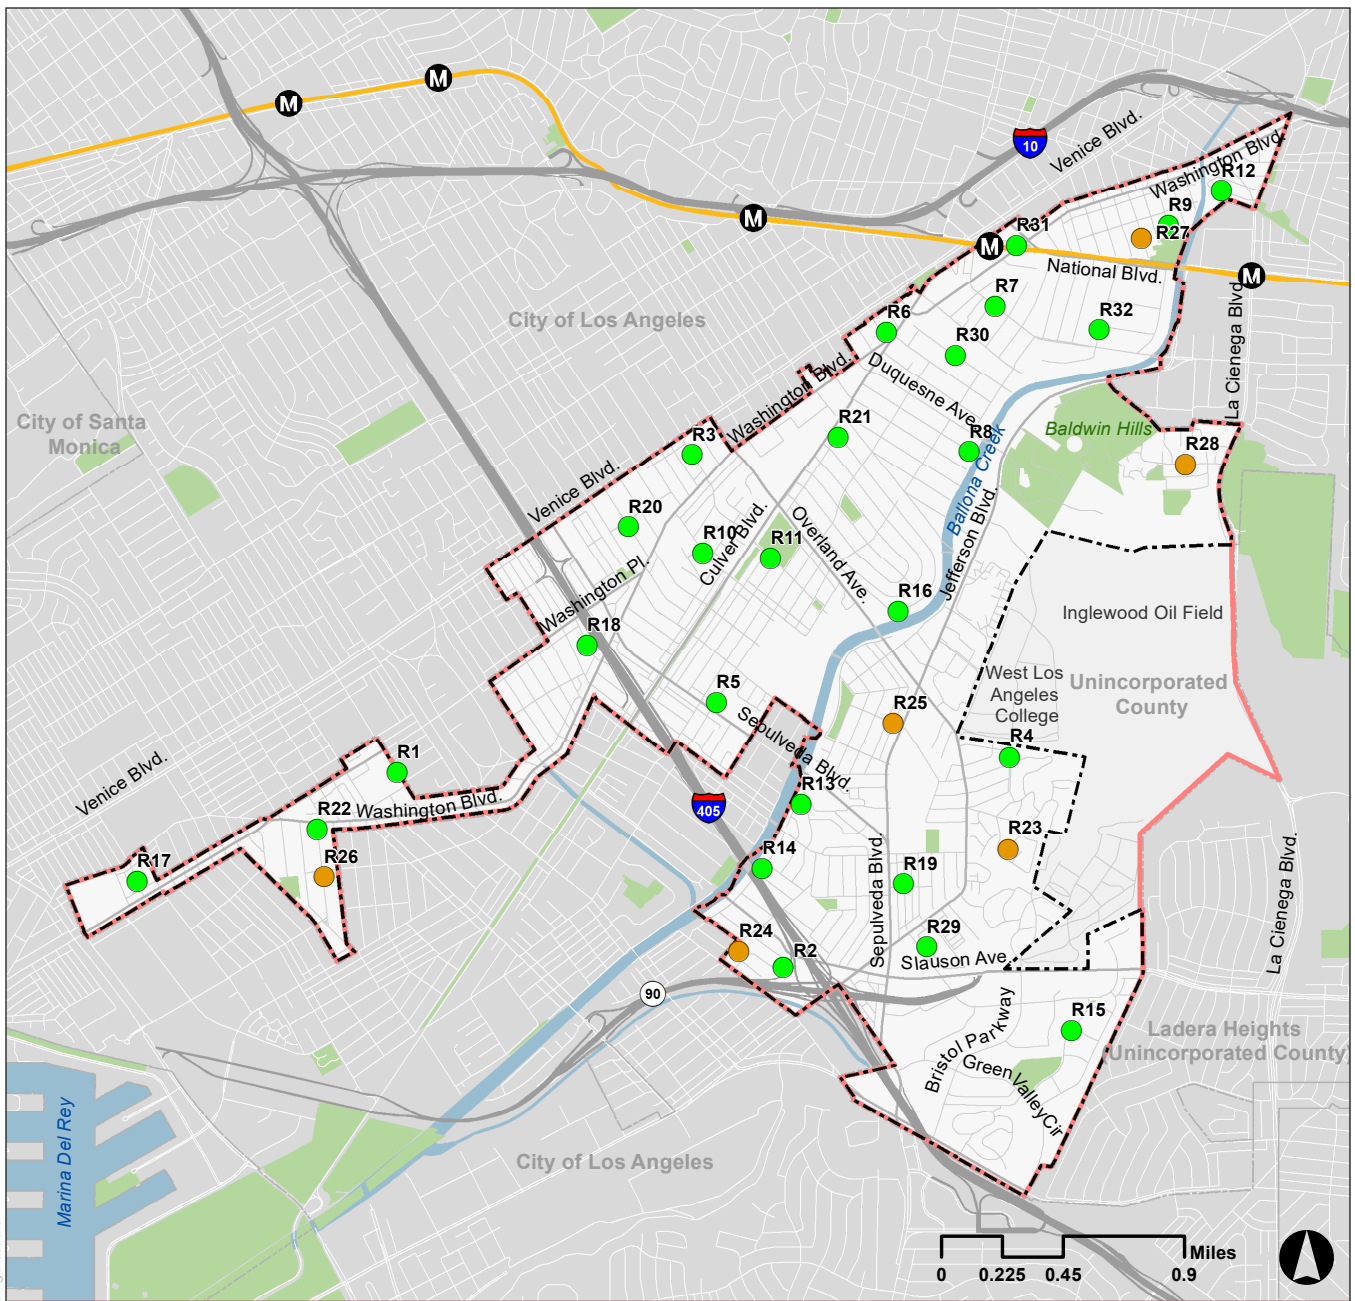 M
M
10
Venice Blvd.
Washington Blvd.
R12
R9
R27
M
R31
M
National Blvd.
M
R7
R6
R32
R30
City of Los Angeles
La Cienega Blvd.
Duquesne Ave.
Washington Blvd.
City of Santa
Monica
R21
R3
R8
Baldwin Hills
R28
Venice Blvd.
Ballona Creek
Jefferson Blvd.
R20
R10
Culver Blvd.
R11
Overland Ave.
Washington Pl.
R16
Inglewood Oil Field
R18
West Los
Angeles
College
Unincorporated
County
R5
Sepulveda Blvd.
R25
R4
R1
Venice Blvd.
Washington Blvd.
R22
405
R13
R23
R17
R26
R14
Sepulveda Blvd.
R19
La Cienega Blvd.
R24
R2
R29
Slauson Ave.
90
Bristol Parkway
R15
Ladera Heights
(Unincorporated County)
Green Valley Cir
Marina Del Rey
City of Los Angeles
Miles
0
0.225
0.45
0.9